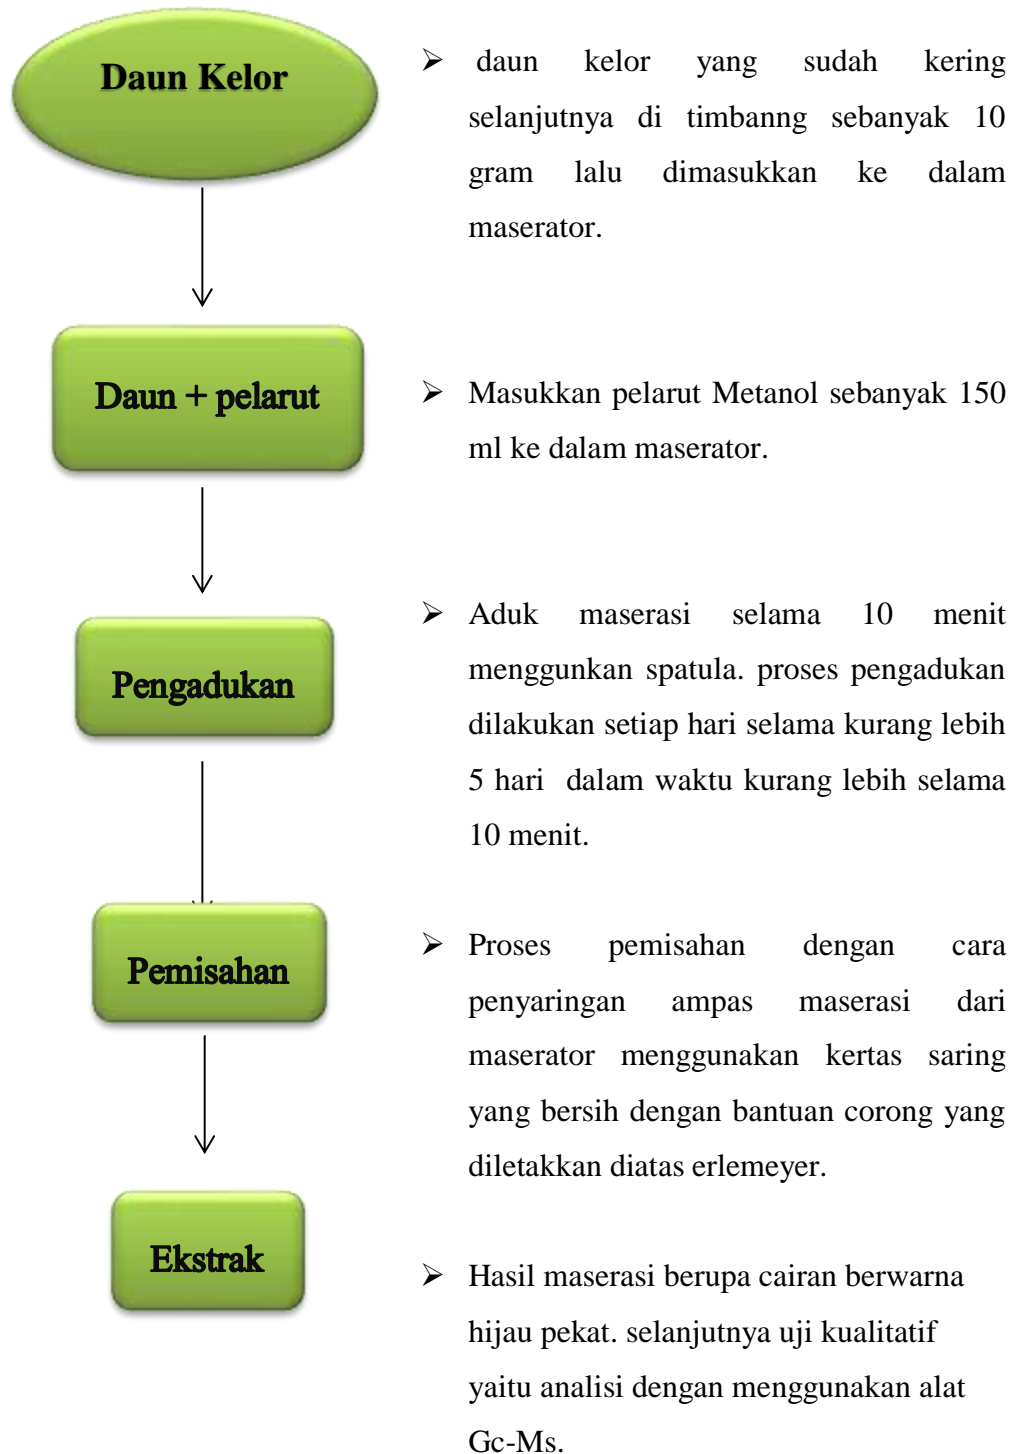 Daun Kelor
➢ daun kelor yang sudah kering
selanjutnya di timbanng sebanyak 10
gram lalu dimasukkan ke dalam
maserator.
Daun + pelarut
➢ Masukkan pelarut Metanol sebanyak 150
ml ke dalam maserator.
Pengadukan
➢ Aduk maserasi selama 10 menit
menggunkan spatula. proses pengadukan
dilakukan setiap hari selama kurang lebih
5 hari dalam waktu kurang lebih selama
10 menit.
Pemisahan
➢ Proses pemisahan dengan cara
penyaringan ampas maserasi dari
maserator menggunakan kertas saring
yang bersih dengan bantuan corong yang
diletakkan diatas erlemeyer.
Ekstrak
➢ Hasil maserasi berupa cairan berwarna
hijau pekat. selanjutnya uji kualitatif
yaitu analisi dengan menggunakan alat
Gc-Ms.